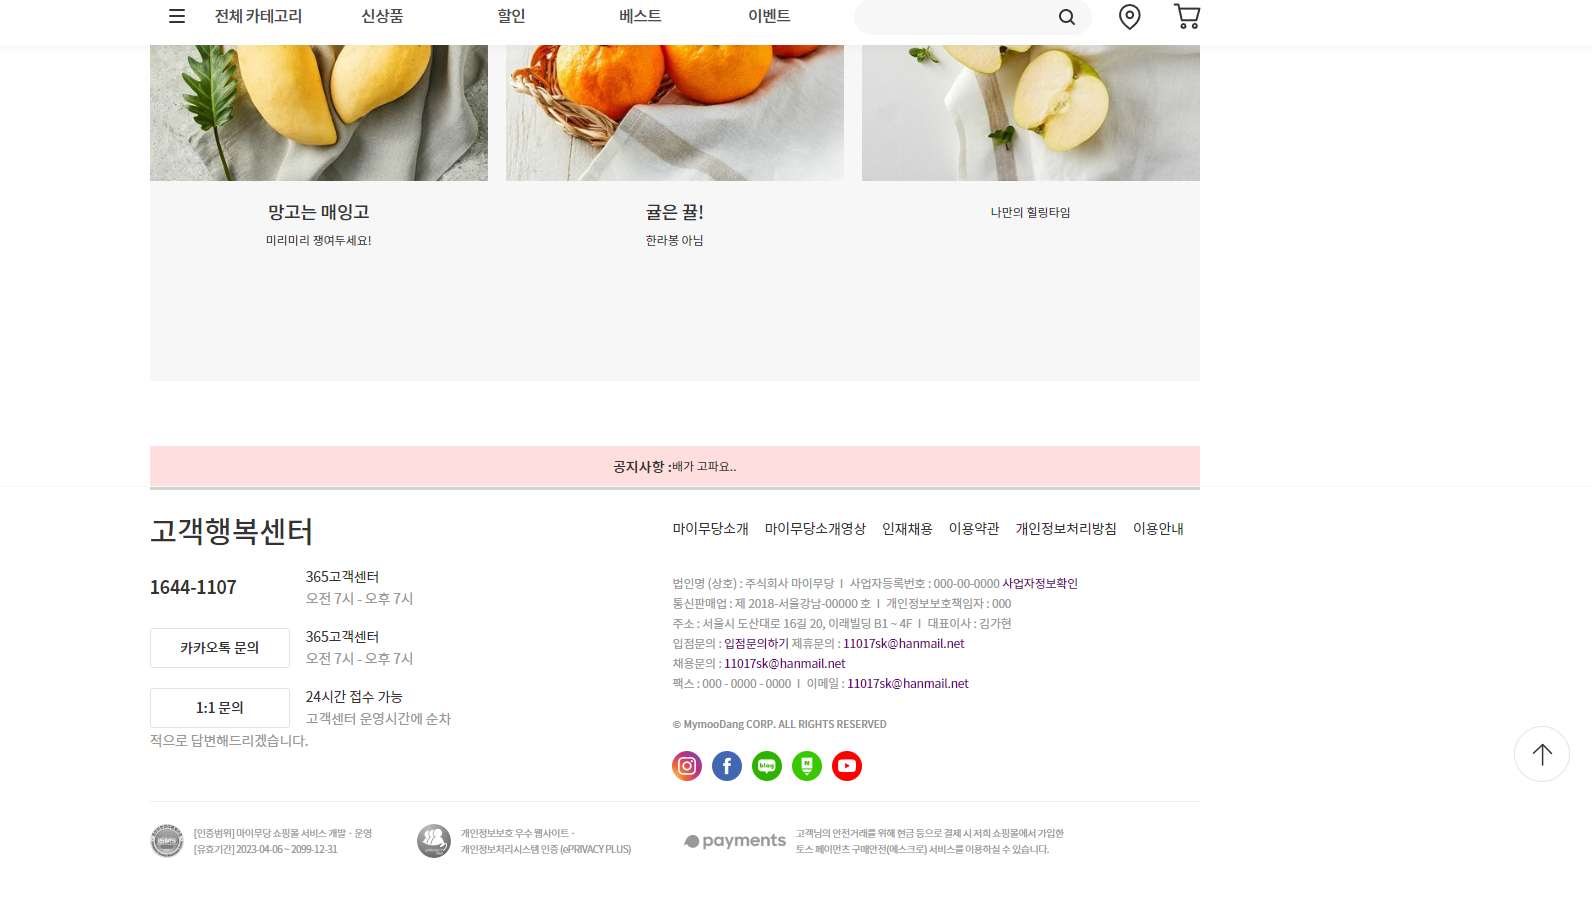 전체 카테고리 신상품 할인 베스트 이벤트
망고는 매잉고 귤은 뀰! 나만의 힐링타임
미리미리 쟁여두세요! 한라봉 아님
공지사항 :배가 고파요..
고객행복센터
1644-1107 365고객센터
오전 7시 - 오후 7시
카카오톡 문의 365고객센터
오전 7시 - 오후 7시
1:1 문의 24시간 접수 가능
고객센터 운영시간에 순차
적으로 답변해드리겠습니다.
마이무당소개 마이무당소개영상 인재채용 이용약관 개인정보처리방침 이용안내
법인명 (상호) : 주식회사 마이무당 I 사업자등록번호 : 000-00-0000 사업자정보확인
통신판매업 : 제 2018-서울강남-00000 호 I 개인정보보호책임자 : 000
주소 : 서울시 도산대로 16길 20, 이래빌딩 B1 ~ 4F I 대표이사 : 김가현
입점문의 : 입점문의하기 제휴문의 : 11017sk@hanmail.net
채용문의 : 11017sk@hanmail.net
팩스 : 000 - 0000 - 0000 I 이메일 : 11017sk@hanmail.net
© MymooDang CORP. ALL RIGHTS RESERVED
blog N
[인증범위] 마이무당 쇼핑몰 서비스 개발 · 운영
[유효기간] 2023-04-06 ~ 2099-12-31
개인정보보호 우수 웹사이트 ·
개인정보처리시스템 인증 (ePRIVACY PLUS)
payments
고객님의 안전거래를 위해 현금 등으로 결제 시 저희 쇼핑몰에서 가입한
토스 페이먼츠 구매안전(에스크로) 서비스를 이용하실 수 있습니다.